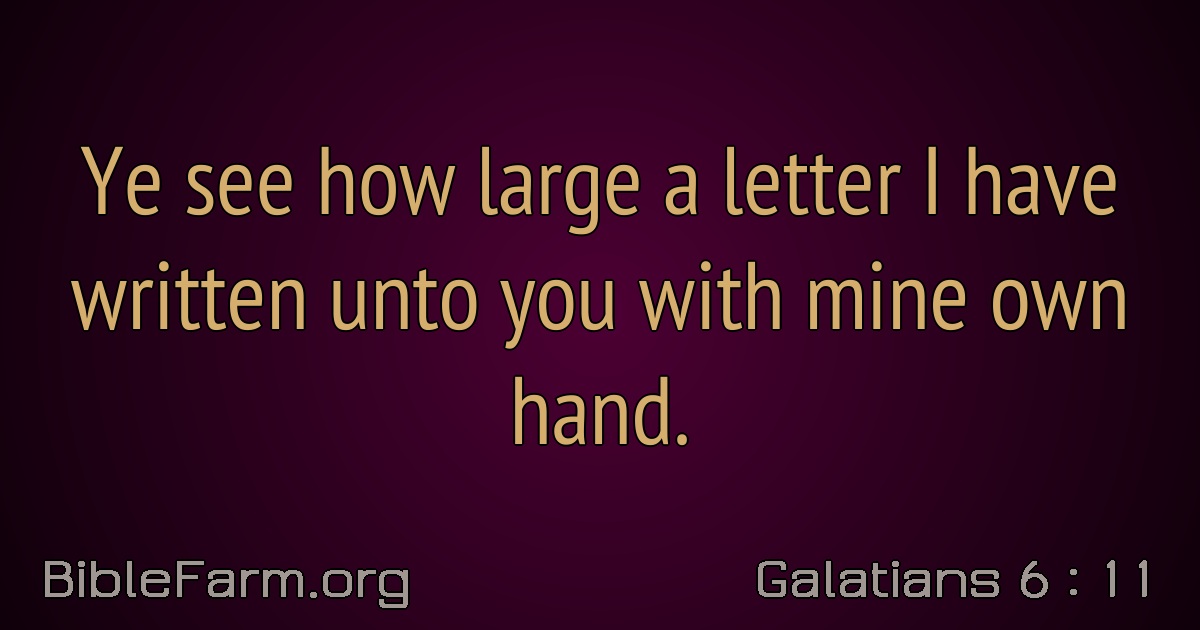 Ye see how large a letter I have
written unto you with mine own
hand.
BibleFarm.org
Galatians 6 : 11